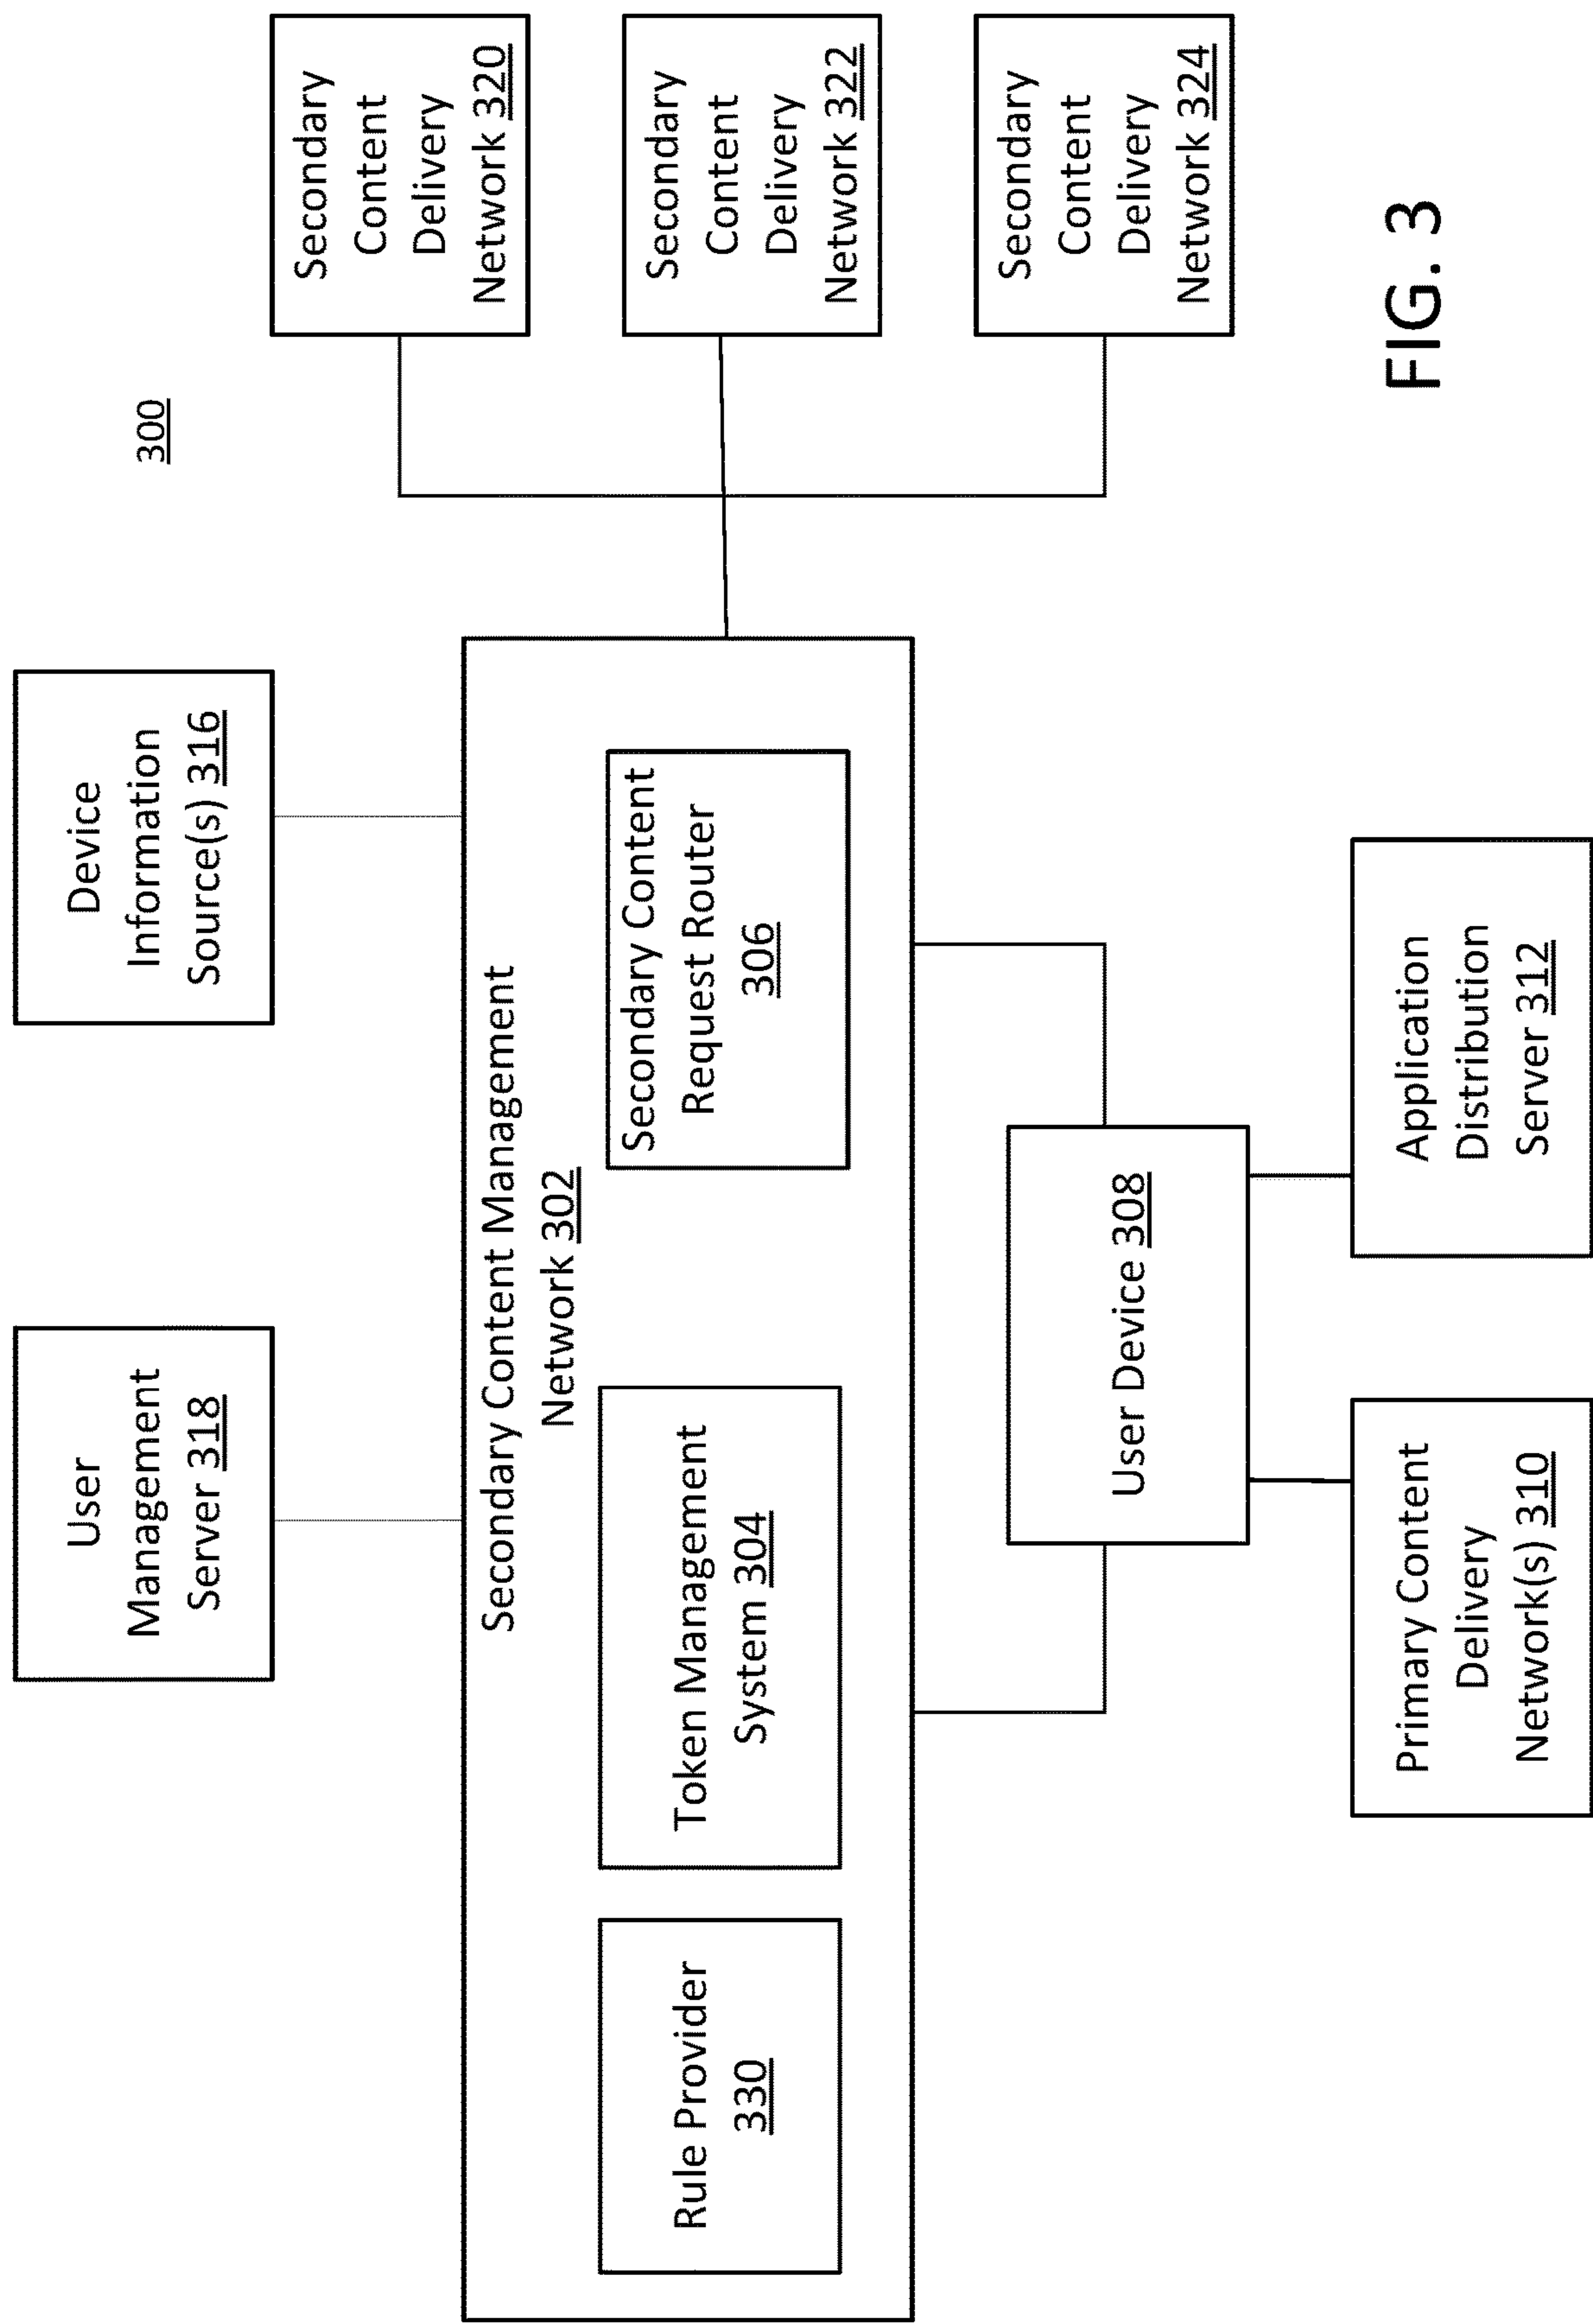 300
User
Management
Server 318
Device
Information
Source(s) 316
Secondary Content Management
Network 302
Rule Provider
330
Token Management
System 304
Secondary Content
Request Router
306
Secondary
Content
Delivery
Network 320
Secondary
Content
Delivery
Network 322
Secondary
Content
Delivery
Network 324
User Device 308
Primary Content
Delivery
Network(s) 310
Application
Distribution
Server 312
FIG. 3